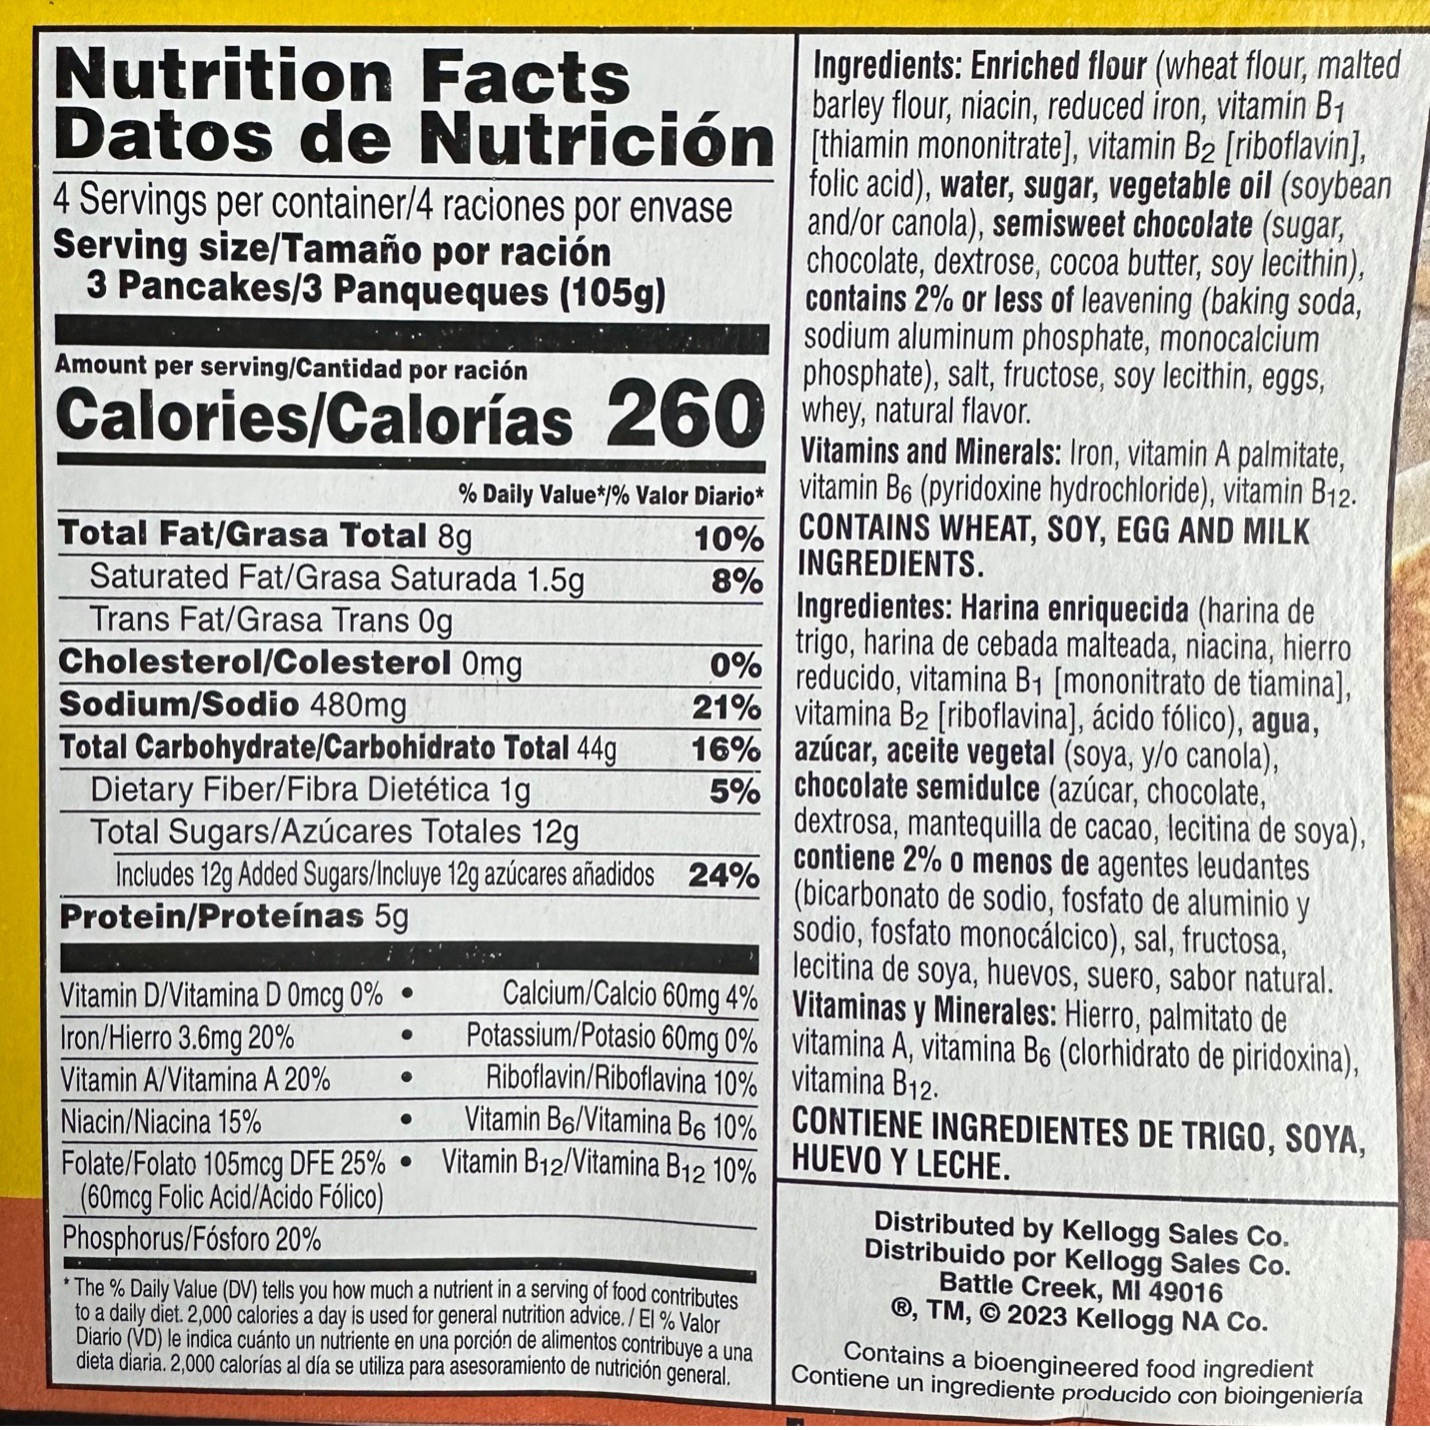 Nutrition Facts
Datos de Nutrición
4 Servings per container/4 raciones por envase
Serving size/Tamaño por ración
3 Pancakes/3 Panqueques (105g)
Amount per serving/Cantidad por ración
Calories/Calorías 260
% Daily Value*/% Valor Diario*
Total Fat/Grasa Total 8g 10%
Saturated Fat/Grasa Saturada 1.5g 8%
Trans Fat/Grasa Trans 0g
Cholesterol/Colesterol 0mg 0%
Sodium/Sodio 480mg 21%
Total Carbohydrate/Carbohidrato Total 44g 16%
Dietary Fiber/Fibra Dietética 1g 5%
Total Sugars/Azúcares Totales 12g
Includes 12g Added Sugars/Incluye 12g azúcares añadidos 24%
Protein/Proteínas 5g
Vitamin D/Vitamina D 0mcg 0% • Calcium/Calcio 60mg 4%
Iron/Hierro 3.6mg 20% • Potassium/Potasio 60mg 0%
Vitamin A/Vitamina A 20% • Riboflavin/Riboflavina 10%
Niacin/Niacina 15% • Vitamin B6/Vitamina B6 10%
Folate/Folato 105mcg DFE 25% • Vitamin B12/Vitamina B12 10%
(60mcg Folic Acid/Acido Fólico)
Phosphorus/Fósforo 20%
* The % Daily Value (DV) tells you how much a nutrient in a serving of food contributes
to a daily diet. 2,000 calories a day is used for general nutrition advice. / El % Valor
Diario (VD) le indica cuánto un nutriente en una porción de alimentos contribuye a una
dieta diaria. 2,000 calorías al día se utiliza para asesoramiento de nutrición general.
Ingredients: Enriched flour (wheat flour, malted
barley flour, niacin, reduced iron, vitamin B1
[thiamin mononitrate], vitamin B2 [riboflavin],
folic acid), water, sugar, vegetable oil (soybean
and/or canola), semisweet chocolate (sugar,
chocolate, dextrose, cocoa butter, soy lecithin),
contains 2% or less of leavening (baking soda,
sodium aluminum phosphate, monocalcium
phosphate), salt, fructose, soy lecithin, eggs,
whey, natural flavor.
Vitamins and Minerals: Iron, vitamin A palmitate,
vitamin B6 (pyridoxine hydrochloride), vitamin B12.
CONTAINS WHEAT, SOY, EGG AND MILK
INGREDIENTS.
Ingredientes: Harina enriquecida (harina de
trigo, harina de cebada malteada, niacina, hierro
reducido, vitamina B1 [mononitrato de tiamina],
vitamina B2 [riboflavina], ácido fólico), agua,
azúcar, aceite vegetal (soya, y/o canola),
chocolate semidulce (azúcar, chocolate,
dextrosa, mantequilla de cacao, lecitina de soya),
contiene 2% o menos de agentes leudantes
(bicarbonato de sodio, fosfato de aluminio y
sodio, fosfato monocálcico), sal, fructosa,
lecitina de soya, huevos, suero, sabor natural.
Vitaminas y Minerales: Hierro, palmitato de
vitamina A, vitamina B6 (clorhidrato de piridoxina),
vitamina B12.
CONTIENE INGREDIENTES DE TRIGO, SOYA,
HUEVO Y LECHE.
Distributed by Kellogg Sales Co.
Distribuido por Kellogg Sales Co.
Battle Creek, MI 49016
®, TM, © 2023 Kellogg NA Co.
Contains a bioengineered food ingredient
Contiene un ingrediente producido con bioingeniería